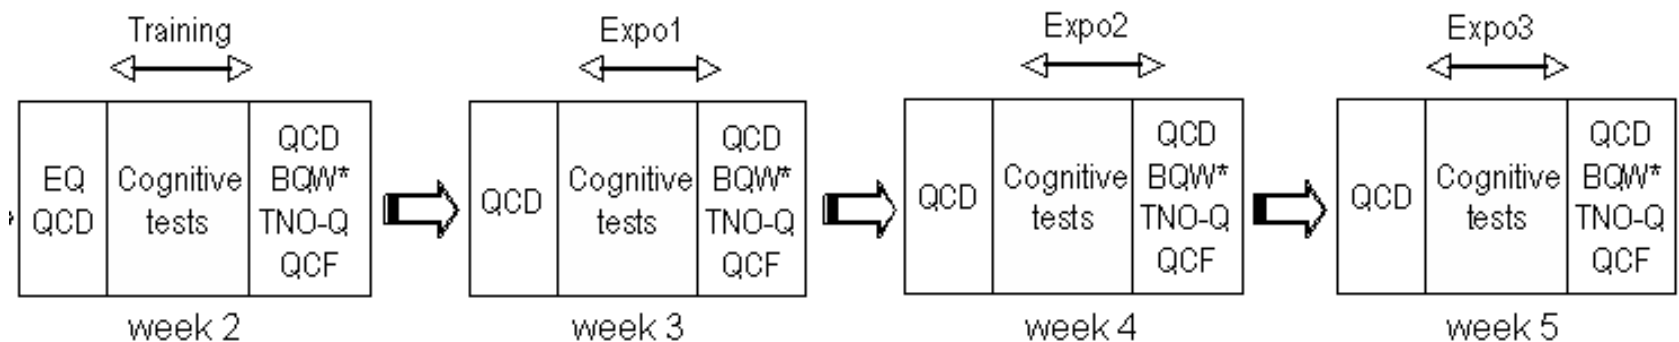 Training
Expo1
Expo2
Expo3
EQ
QCD
Cognitive
tests
QCD
BQW*
TNO-Q
QCF
QCD
Cognitive
tests
QCD
BQW*
TNO-Q
QCF
QCD
Cognitive
tests
QCD
BQW*
TNO-Q
QCF
QCD
Cognitive
tests
QCD
BQW*
TNO-Q
QCF
week 2
week 3
week 4
week 5